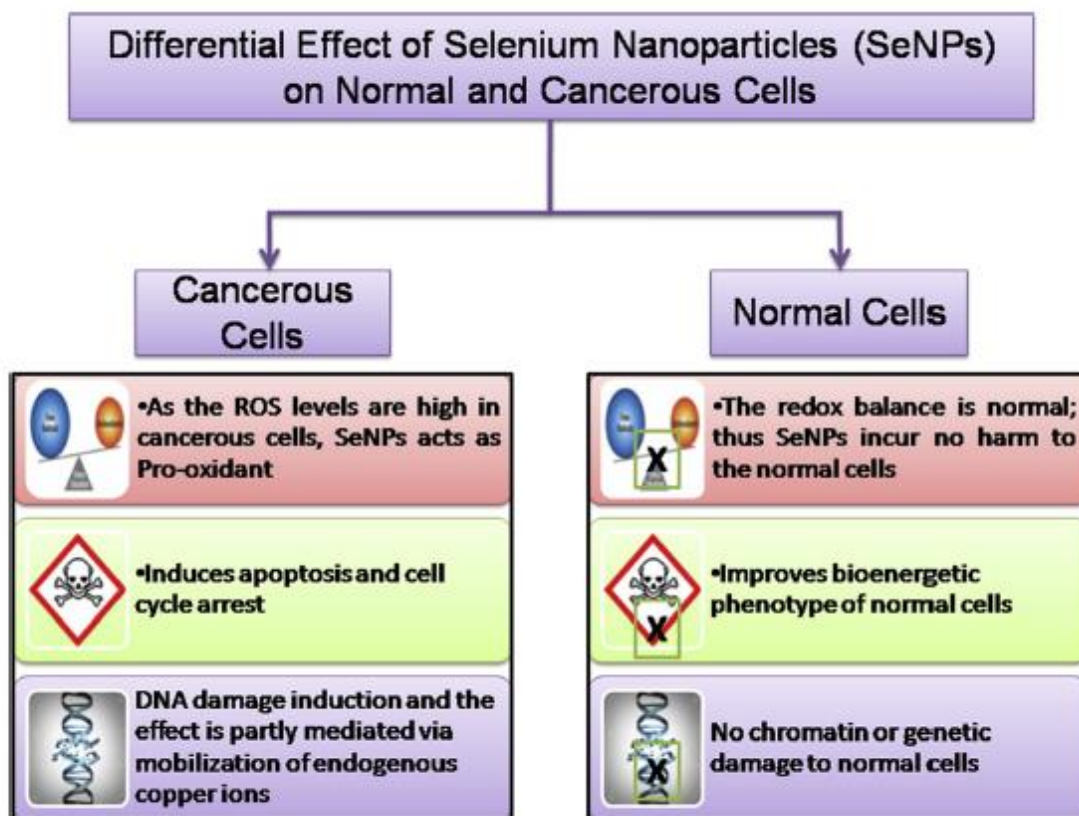 Differential Effect of Selenium Nanoparticles (SeNPs)
on Normal and Cancerous Cells
Cancerous
Cells
•As the ROS levels are high in
cancerous cells, SeNPs acts as
Pro-oxidant
•Induces apoptosis and cell
cycle arrest
DNA damage induction and the
effect is partly mediated via
mobilization of endogenous
copper ions
Normal Cells
•The redox balance is normal;
thus SeNPs incur no harm to
the normal cells
X
•Improves bioenergetic
phenotype of normal cells
X
No chromatin or genetic
damage to normal cells
X